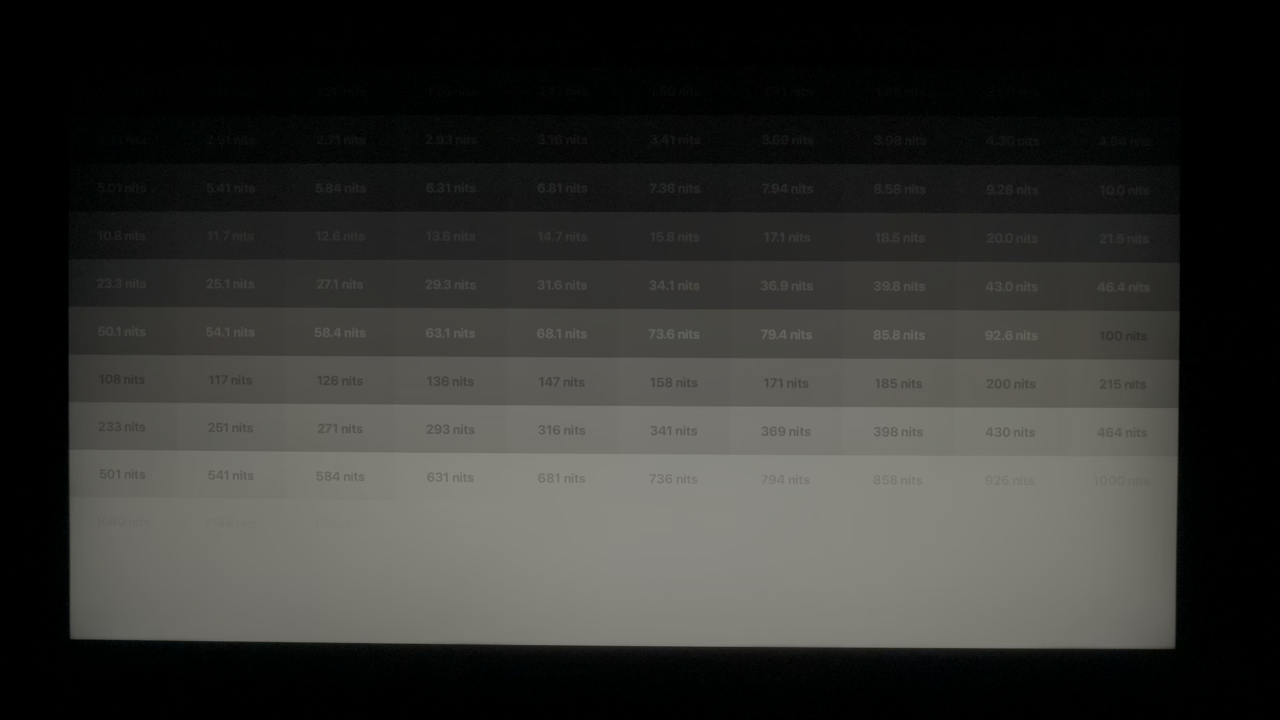 2.51 nits 2.71 nits 2.93 nits 3.16 nits 3.41 nits 3.69 nits 3.98 nits 4.30 nits 4.64 nits
5.01 nits 5.41 nits 5.84 nits 6.31 nits 6.81 nits 7.36 nits 7.94 nits 8.58 nits 9.26 nits 10.0 nits
10.8 nits 11.7 nits 12.6 nits 13.6 nits 14.7 nits 15.8 nits 17.1 nits 18.5 nits 20.0 nits 21.5 nits
23.3 nits 25.1 nits 27.1 nits 29.3 nits 31.6 nits 34.1 nits 36.9 nits 39.8 nits 43.0 nits 46.4 nits
50.1 nits 54.1 nits 58.4 nits 63.1 nits 68.1 nits 73.6 nits 79.4 nits 85.8 nits 92.6 nits 100 nits
108 nits 117 nits 126 nits 136 nits 147 nits 158 nits 171 nits 185 nits 200 nits 215 nits
233 nits 251 nits 271 nits 293 nits 316 nits 341 nits 369 nits 398 nits 430 nits 464 nits
501 nits 541 nits 584 nits 631 nits 681 nits 736 nits 794 nits 858 nits 926 nits 1000 nits